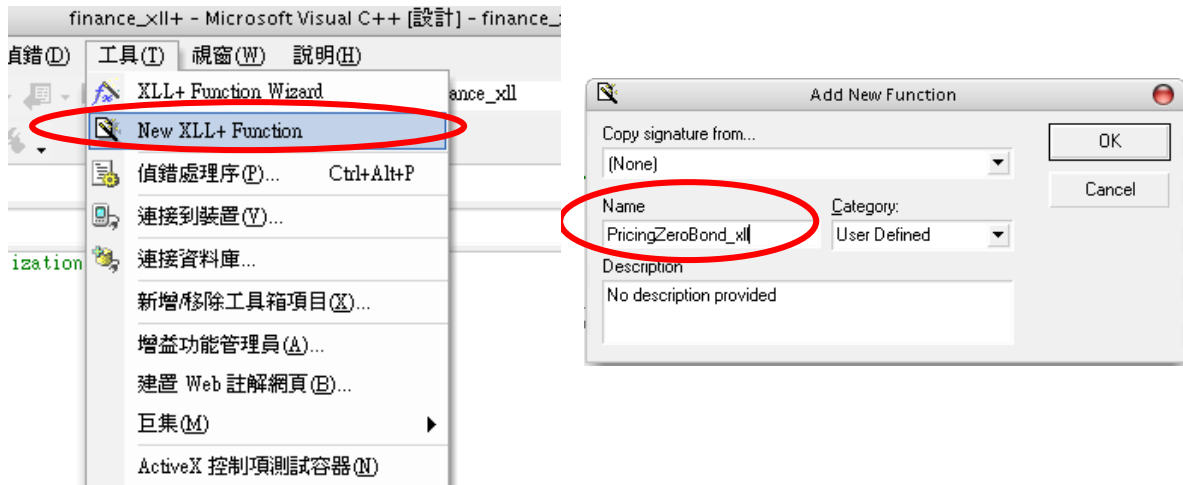 finance_xll+ - Microsoft Visual C++ [設計] - finance_
偵錯(D) 工具(T) 視窗(W) 說明(H)
XLL+ Function Wizard
ance_xll
New XLL+ Function
偵錯處理序(P)... Ctrl+Alt+P
連接到裝置(V)...
ization
連接資料庫...
新增/移除工具箱項目(X)...
增益功能管理員(A)...
建置 Web 註解網頁(B)...
巨集(M)
ActiveX 控制項測試容器(N)
Add New Function
Copy signature from...
(None)
OK
Cancel
Name
Category:
PricingZeroBond_xll
User Defined
Description
No description provided